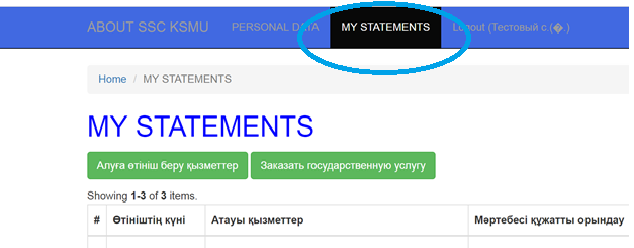 ABOUT SSC KSMU PERSONAL DATA MY STATEMENTS Logout (Тестовый с.(� )
Home / MY STATEMENTS
MY STATEMENTS
Алуға өтініш беру қызметтер Заказать государственную услугу
Showing 1-3 of 3 items.
# Өтініштің күні Атауы қызметтер Мәртебесі құжатты орындау